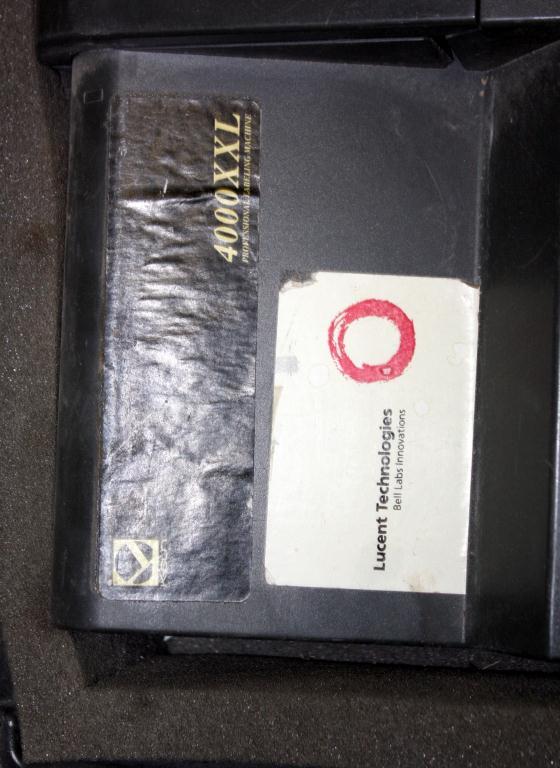 4000XXL
PROFESSIONAL LABELING MACHINE
Lucent Technologies
Bell Labs Innovations